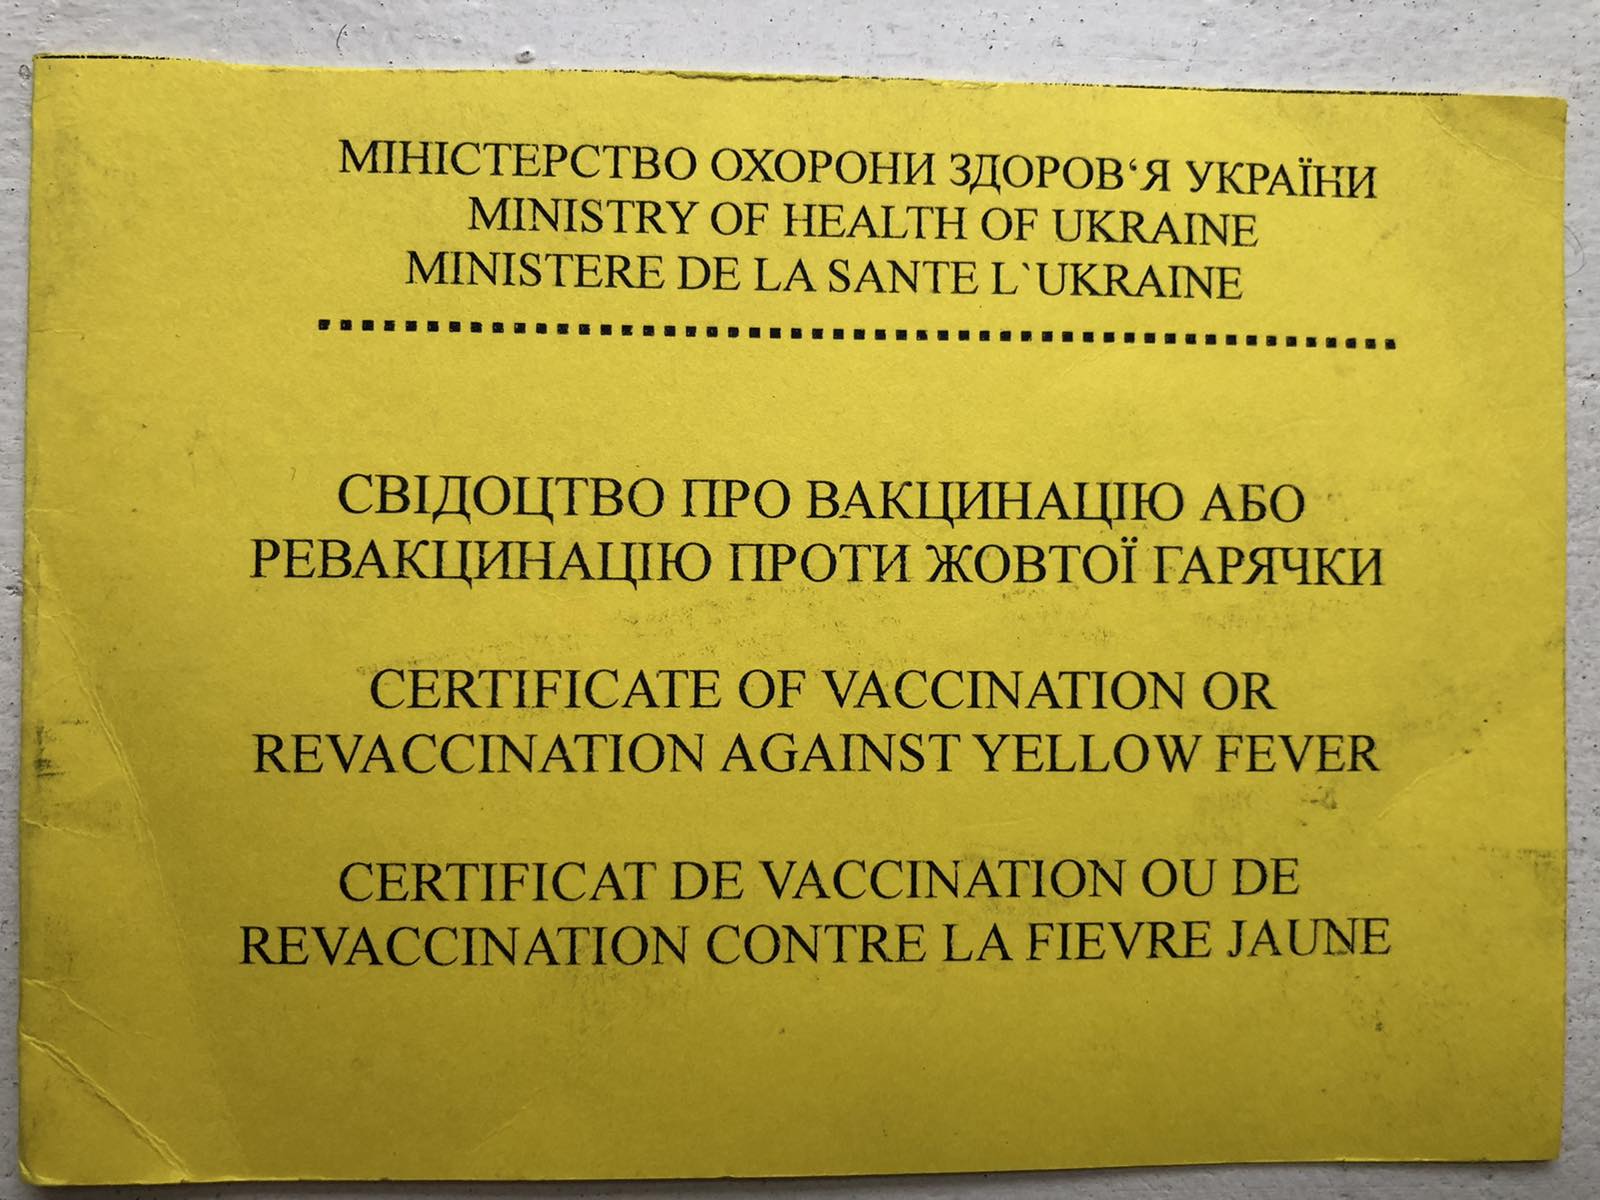 МІНІСТЕРСТВО ОХОРОНИ ЗДОРОВ‘Я УКРАЇНИ
MINISTRY OF HEALTH OF UKRAINE
MINISTERE DE LA SANTE L`UKRAINE
СВІДОЦТВО ПРО ВАКЦИНАЦІЮ АБО
РЕВАКЦИНАЦІЮ ПРОТИ ЖОВТОЇ ГАРЯЧКИ
CERTIFICATE OF VACCINATION OR
REVACCINATION AGAINST YELLOW FEVER
CERTIFICAT DE VACCINATION OU DE
REVACCINATION CONTRE LA FIEVRE JAUNE